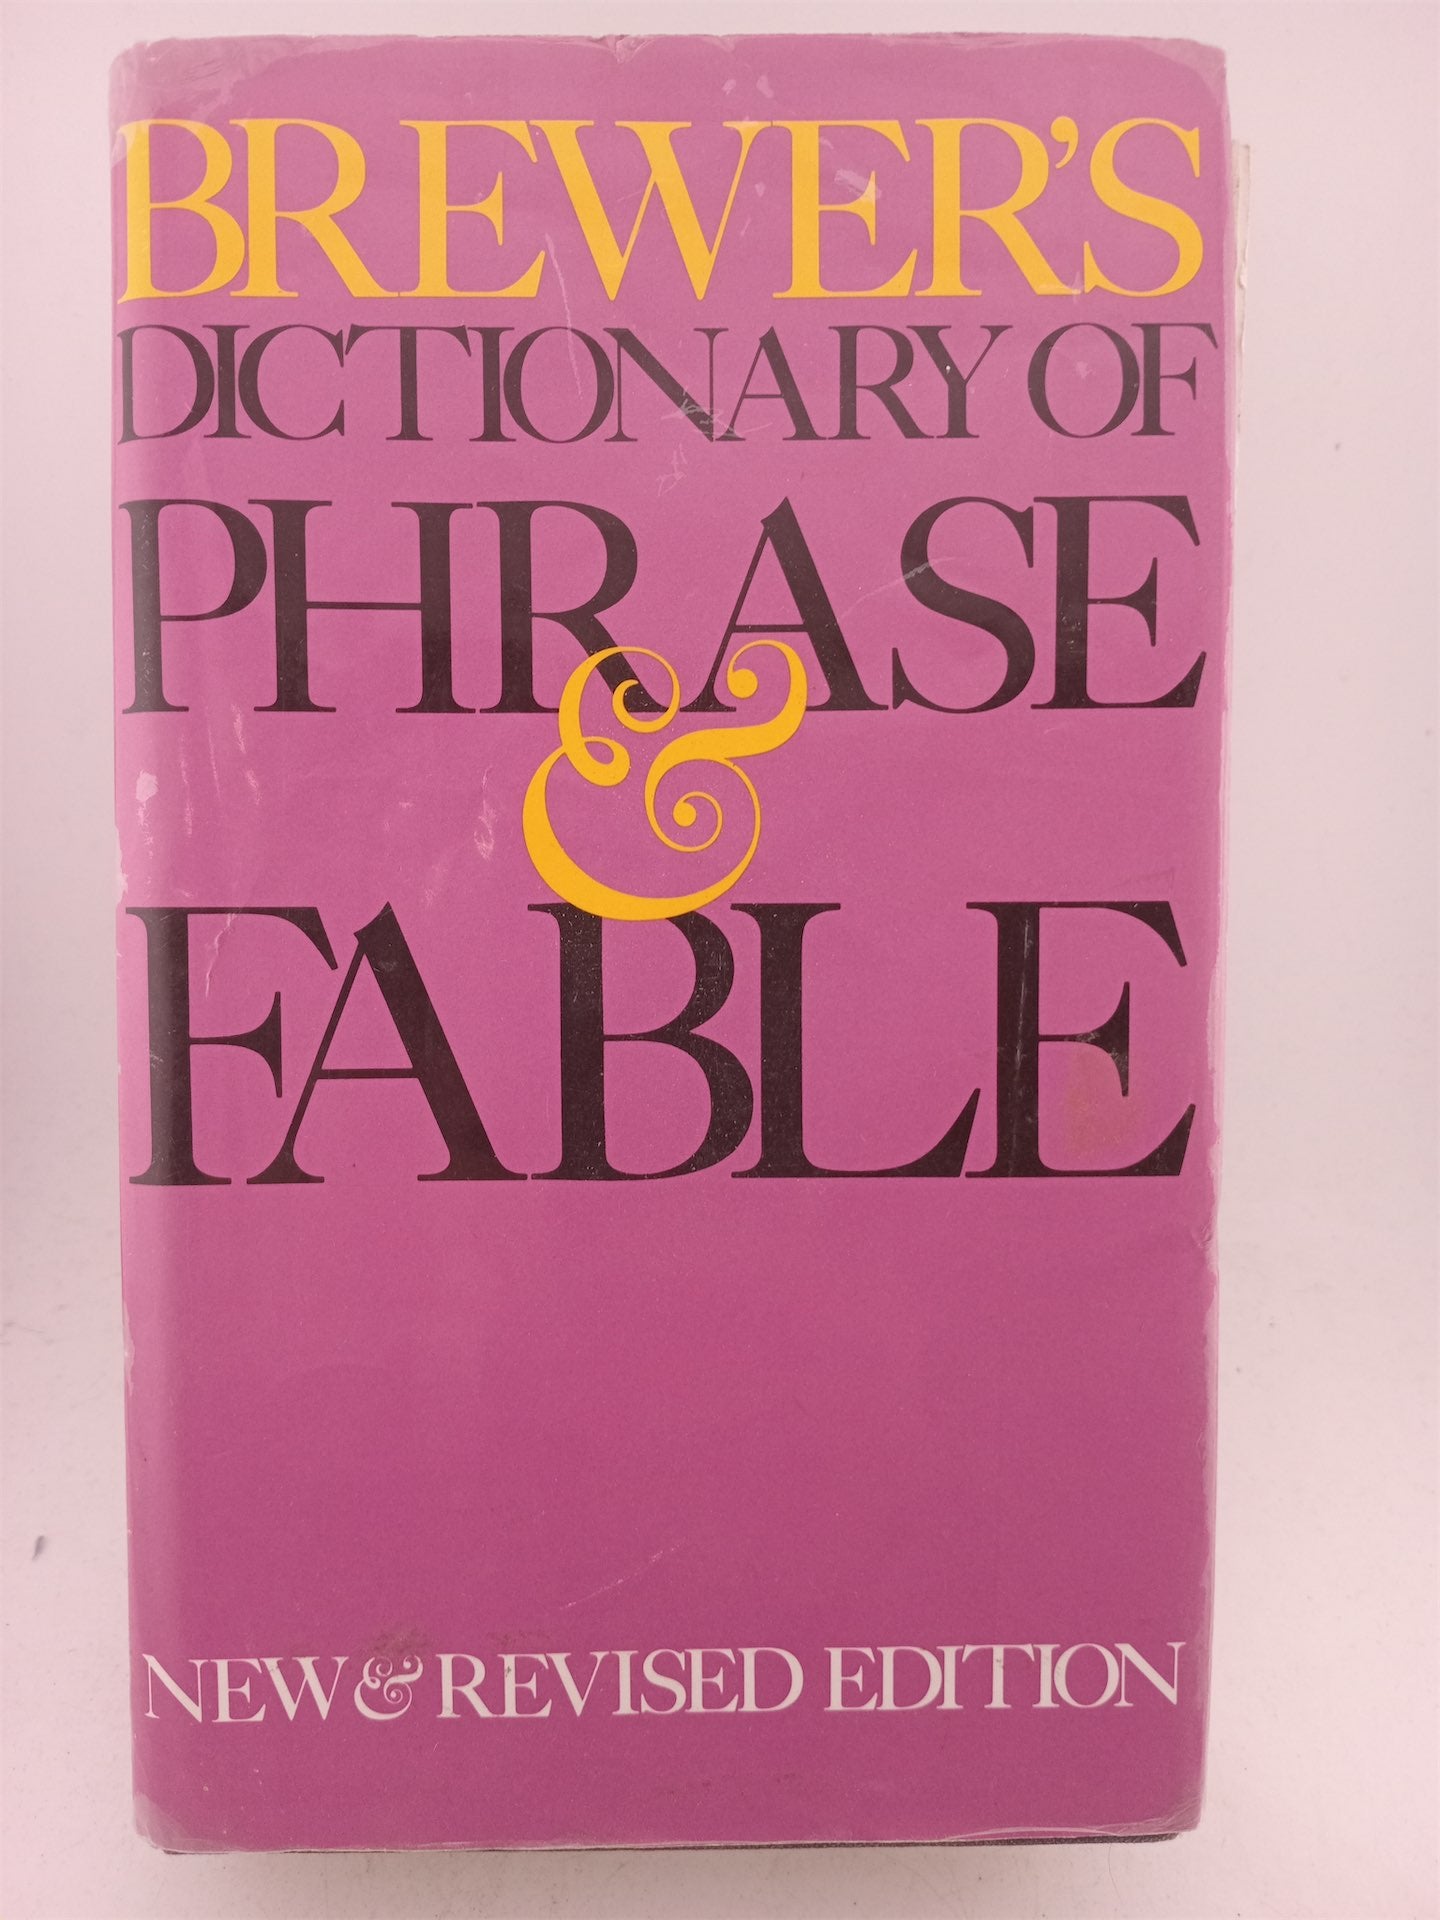 BREWER'S
DICTIONARY OF
PHRASE
&
FABLE
NEW & REVISED EDITION